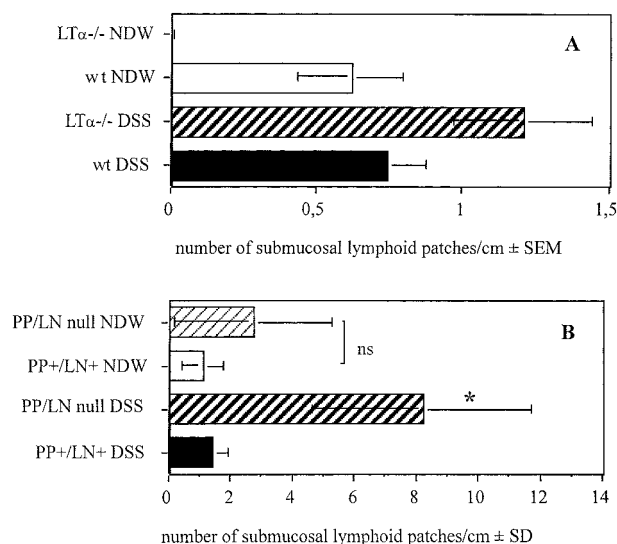 A
LTα-/- NDW
wt NDW
LTα-/- DSS
wt DSS
0 0,5 1 1,5
number of submucosal lymphoid patches/cm ± SEM
B
PP/LN null NDW
ns
PP+/LN+ NDW
PP/LN null DSS
*
PP+/LN+ DSS
0 2 4 6 8 10 12 14
number of submucosal lymphoid patches/cm ± SD